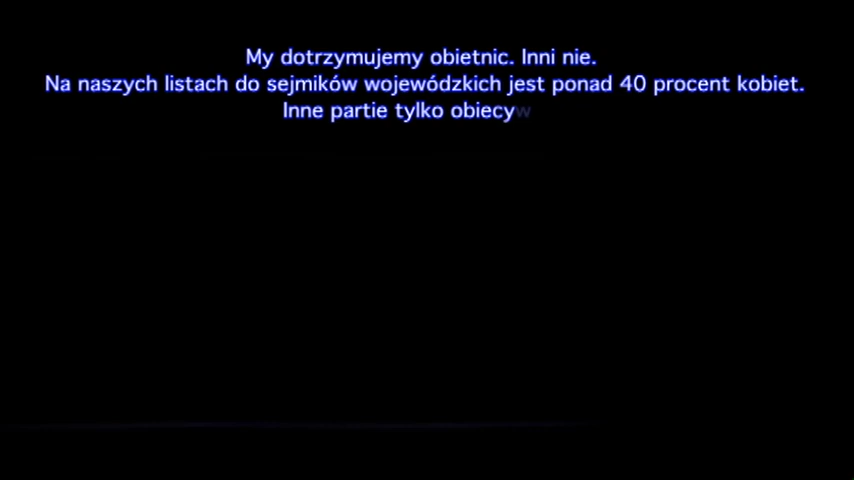 My dotrzymujemy obietnic. Inni nie.
Na naszych listach do sejmików wojewódzkich jest ponad 40 procent kobiet.
Inne partie tylko obiecyw